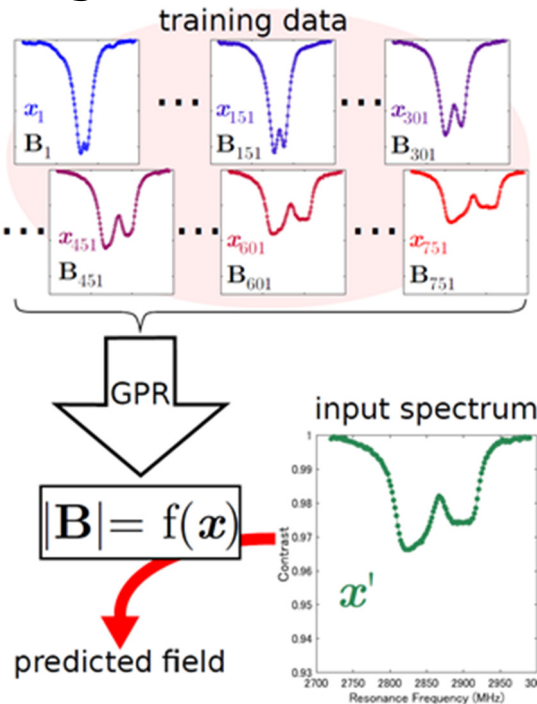 training data
x₁
B₁
...
x₁₅₁
B₁₅₁
...
x₃₀₁
B₃₀₁
...
x₄₅₁
B₄₅₁
...
x₆₀₁
B₆₀₁
...
x₇₅₁
B₇₅₁
GPR
|B| = f(x)
predicted field
input spectrum
1
0.99
0.98
0.97
0.96
0.95
0.94
0.93
Contrast
x'
2700 2750 2800 2850 2900 2950
Resonance Frequency (MHz)